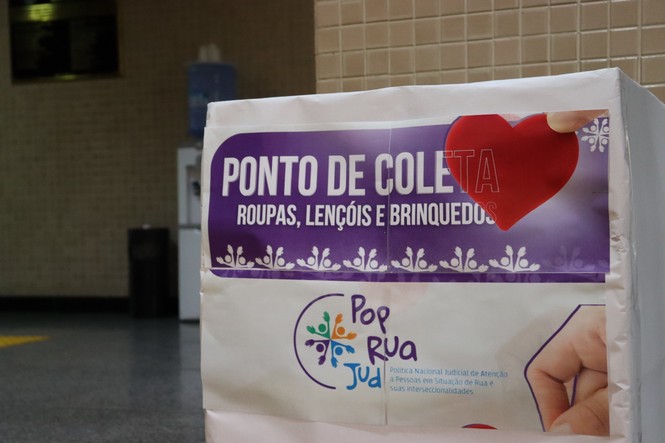 PONTO DE COLETA
ROUPAS, LENÇÓIS E BRINQUEDOS
Pop
Rua
Jud
Política Nacional Judicial de Atenção
a Pessoas em Situação de Rua e
suas interseccionalidades